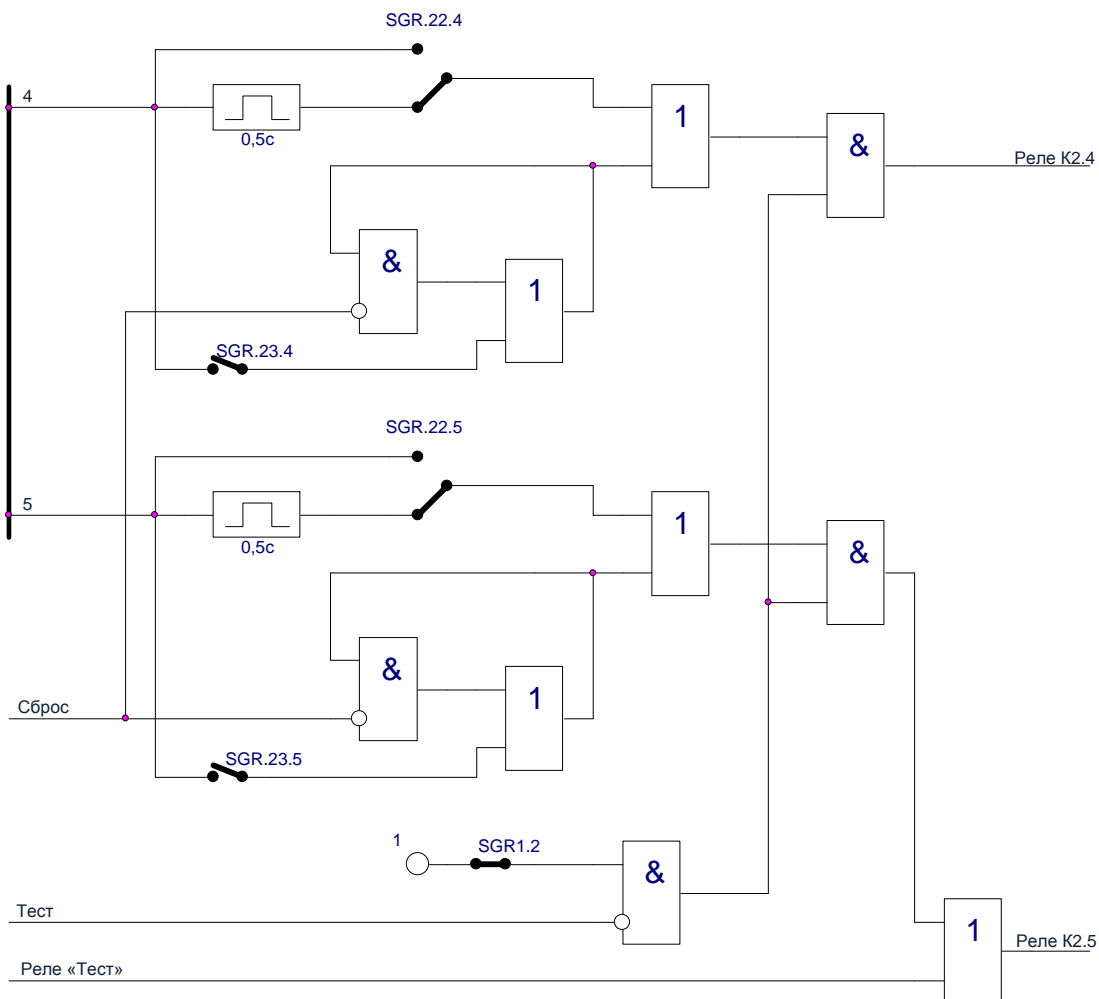 SGR.22.4
4
1
0,5с
&
Реле К2.4
&
1
SGR.23.4
SGR.22.5
5
1
0,5с
&
&
1
Сброс
SGR.23.5
1
SGR1.2
&
Тест
1
Реле К2.5
Реле «Тест»